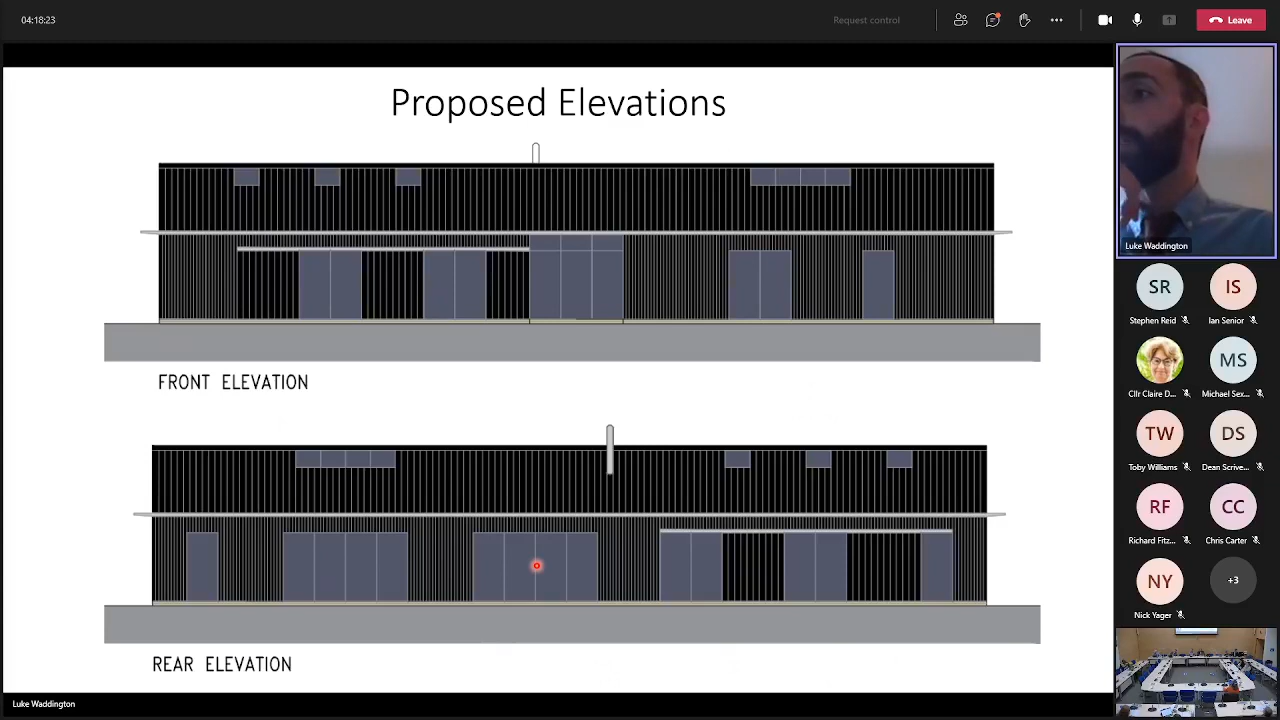 04:18:23
Request control
Leave
Proposed Elevations
FRONT ELEVATION
REAR ELEVATION
Luke Waddington
Luke Waddington
SR
IS
Stephen Reid
Ian Senior
MS
Cllr Claire D...
Michael Sex...
TW
DS
Toby Williams
Dean Scrive...
RF
CC
Richard Fitz...
Chris Carter
NY
+3
Nick Yager